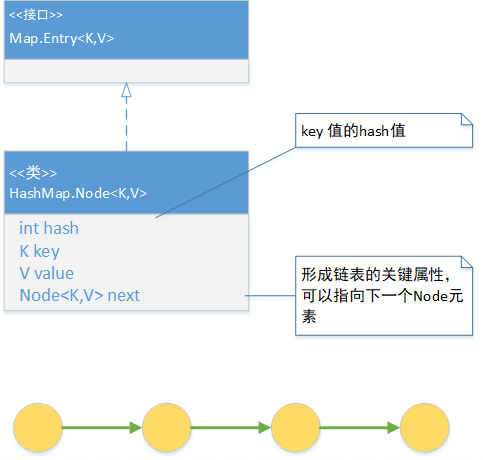 <<接口>>
Map.Entry<K,V>
key 值的hash值
<<类>>
HashMap.Node<K,V>
int hash
K key
V value
Node<K,V> next
形成链表的关键属性，
可以指向下一个Node元
素